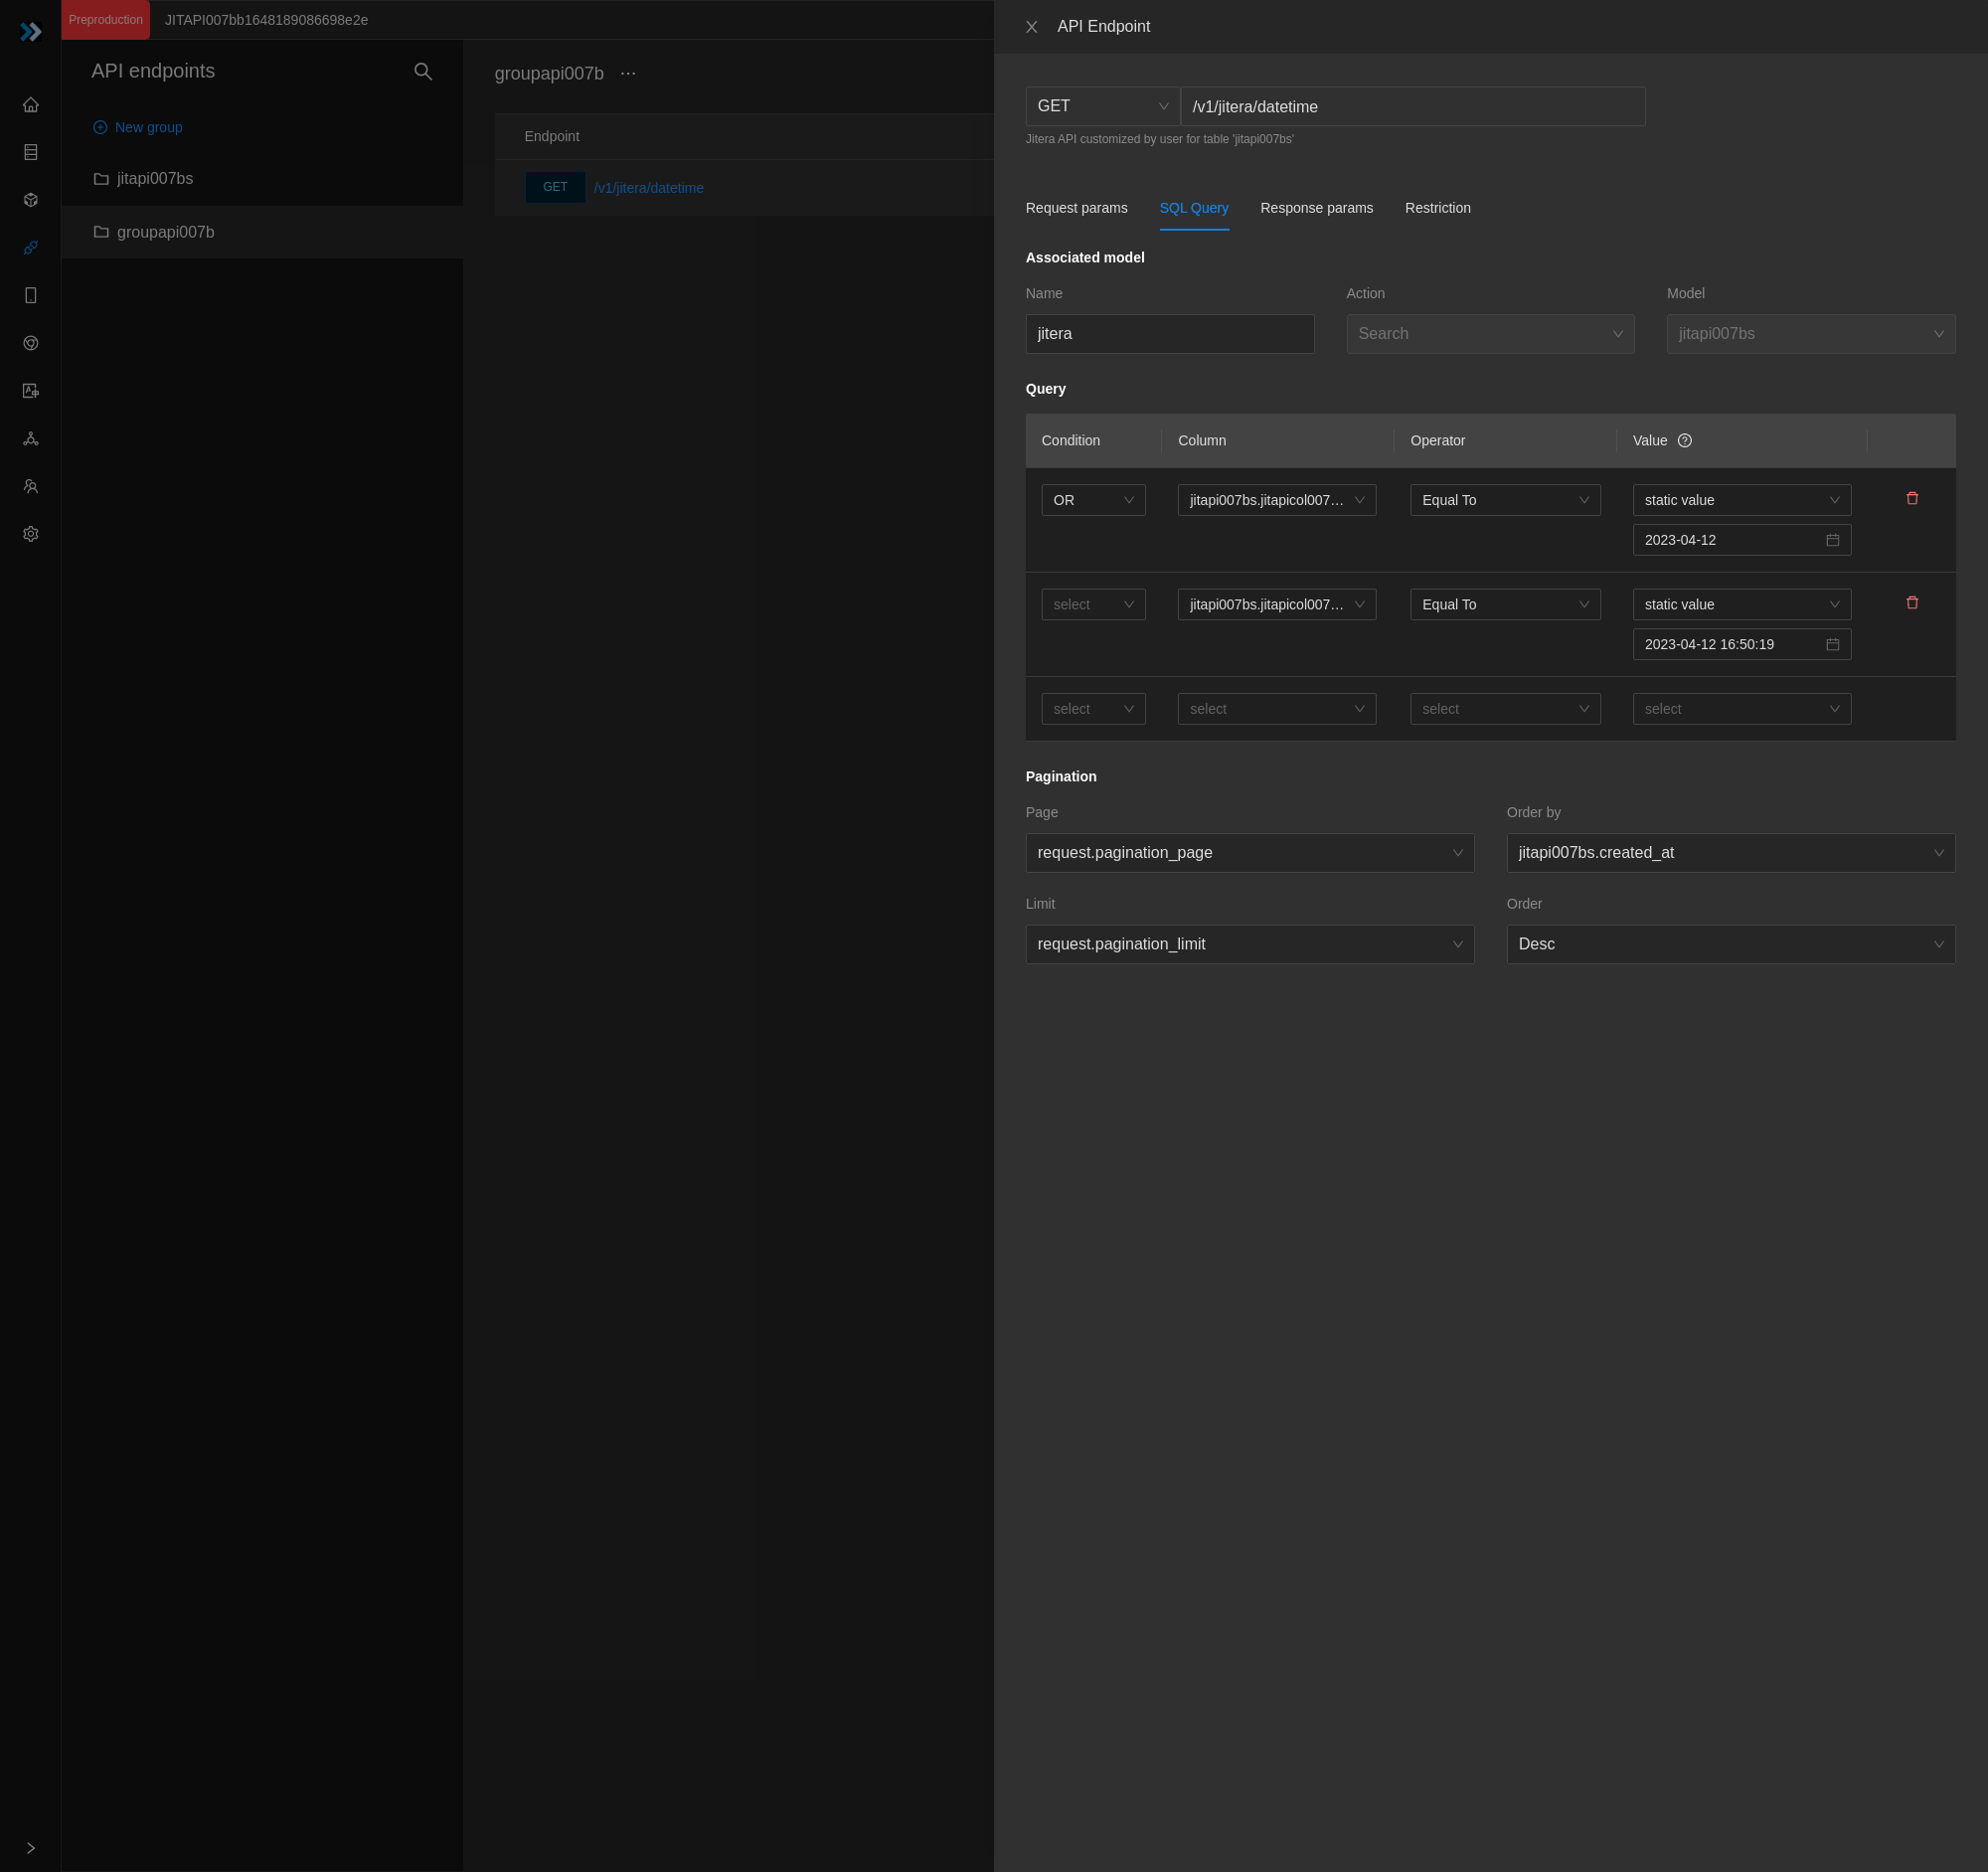 Preproduction
JITAPI007bb1648189086698e2e
API endpoints
New group
jitapi007bs
groupapi007b
groupapi007b ···
Endpoint
GET /v1/jitera/datetime
API Endpoint
GET /v1/jitera/datetime
Jitera API customized by user for table 'jitapi007bs'
Request params SQL Query Response params Restriction
Associated model
Name Action Model
jitera Search jitapi007bs
Query
Condition Column Operator Value
OR jitapi007bs.jitapicol007... Equal To static value
2023-04-12
select jitapi007bs.jitapicol007... Equal To static value
2023-04-12 16:50:19
select select select select
Pagination
Page Order by
request.pagination_page jitapi007bs.created_at
Limit Order
request.pagination_limit Desc